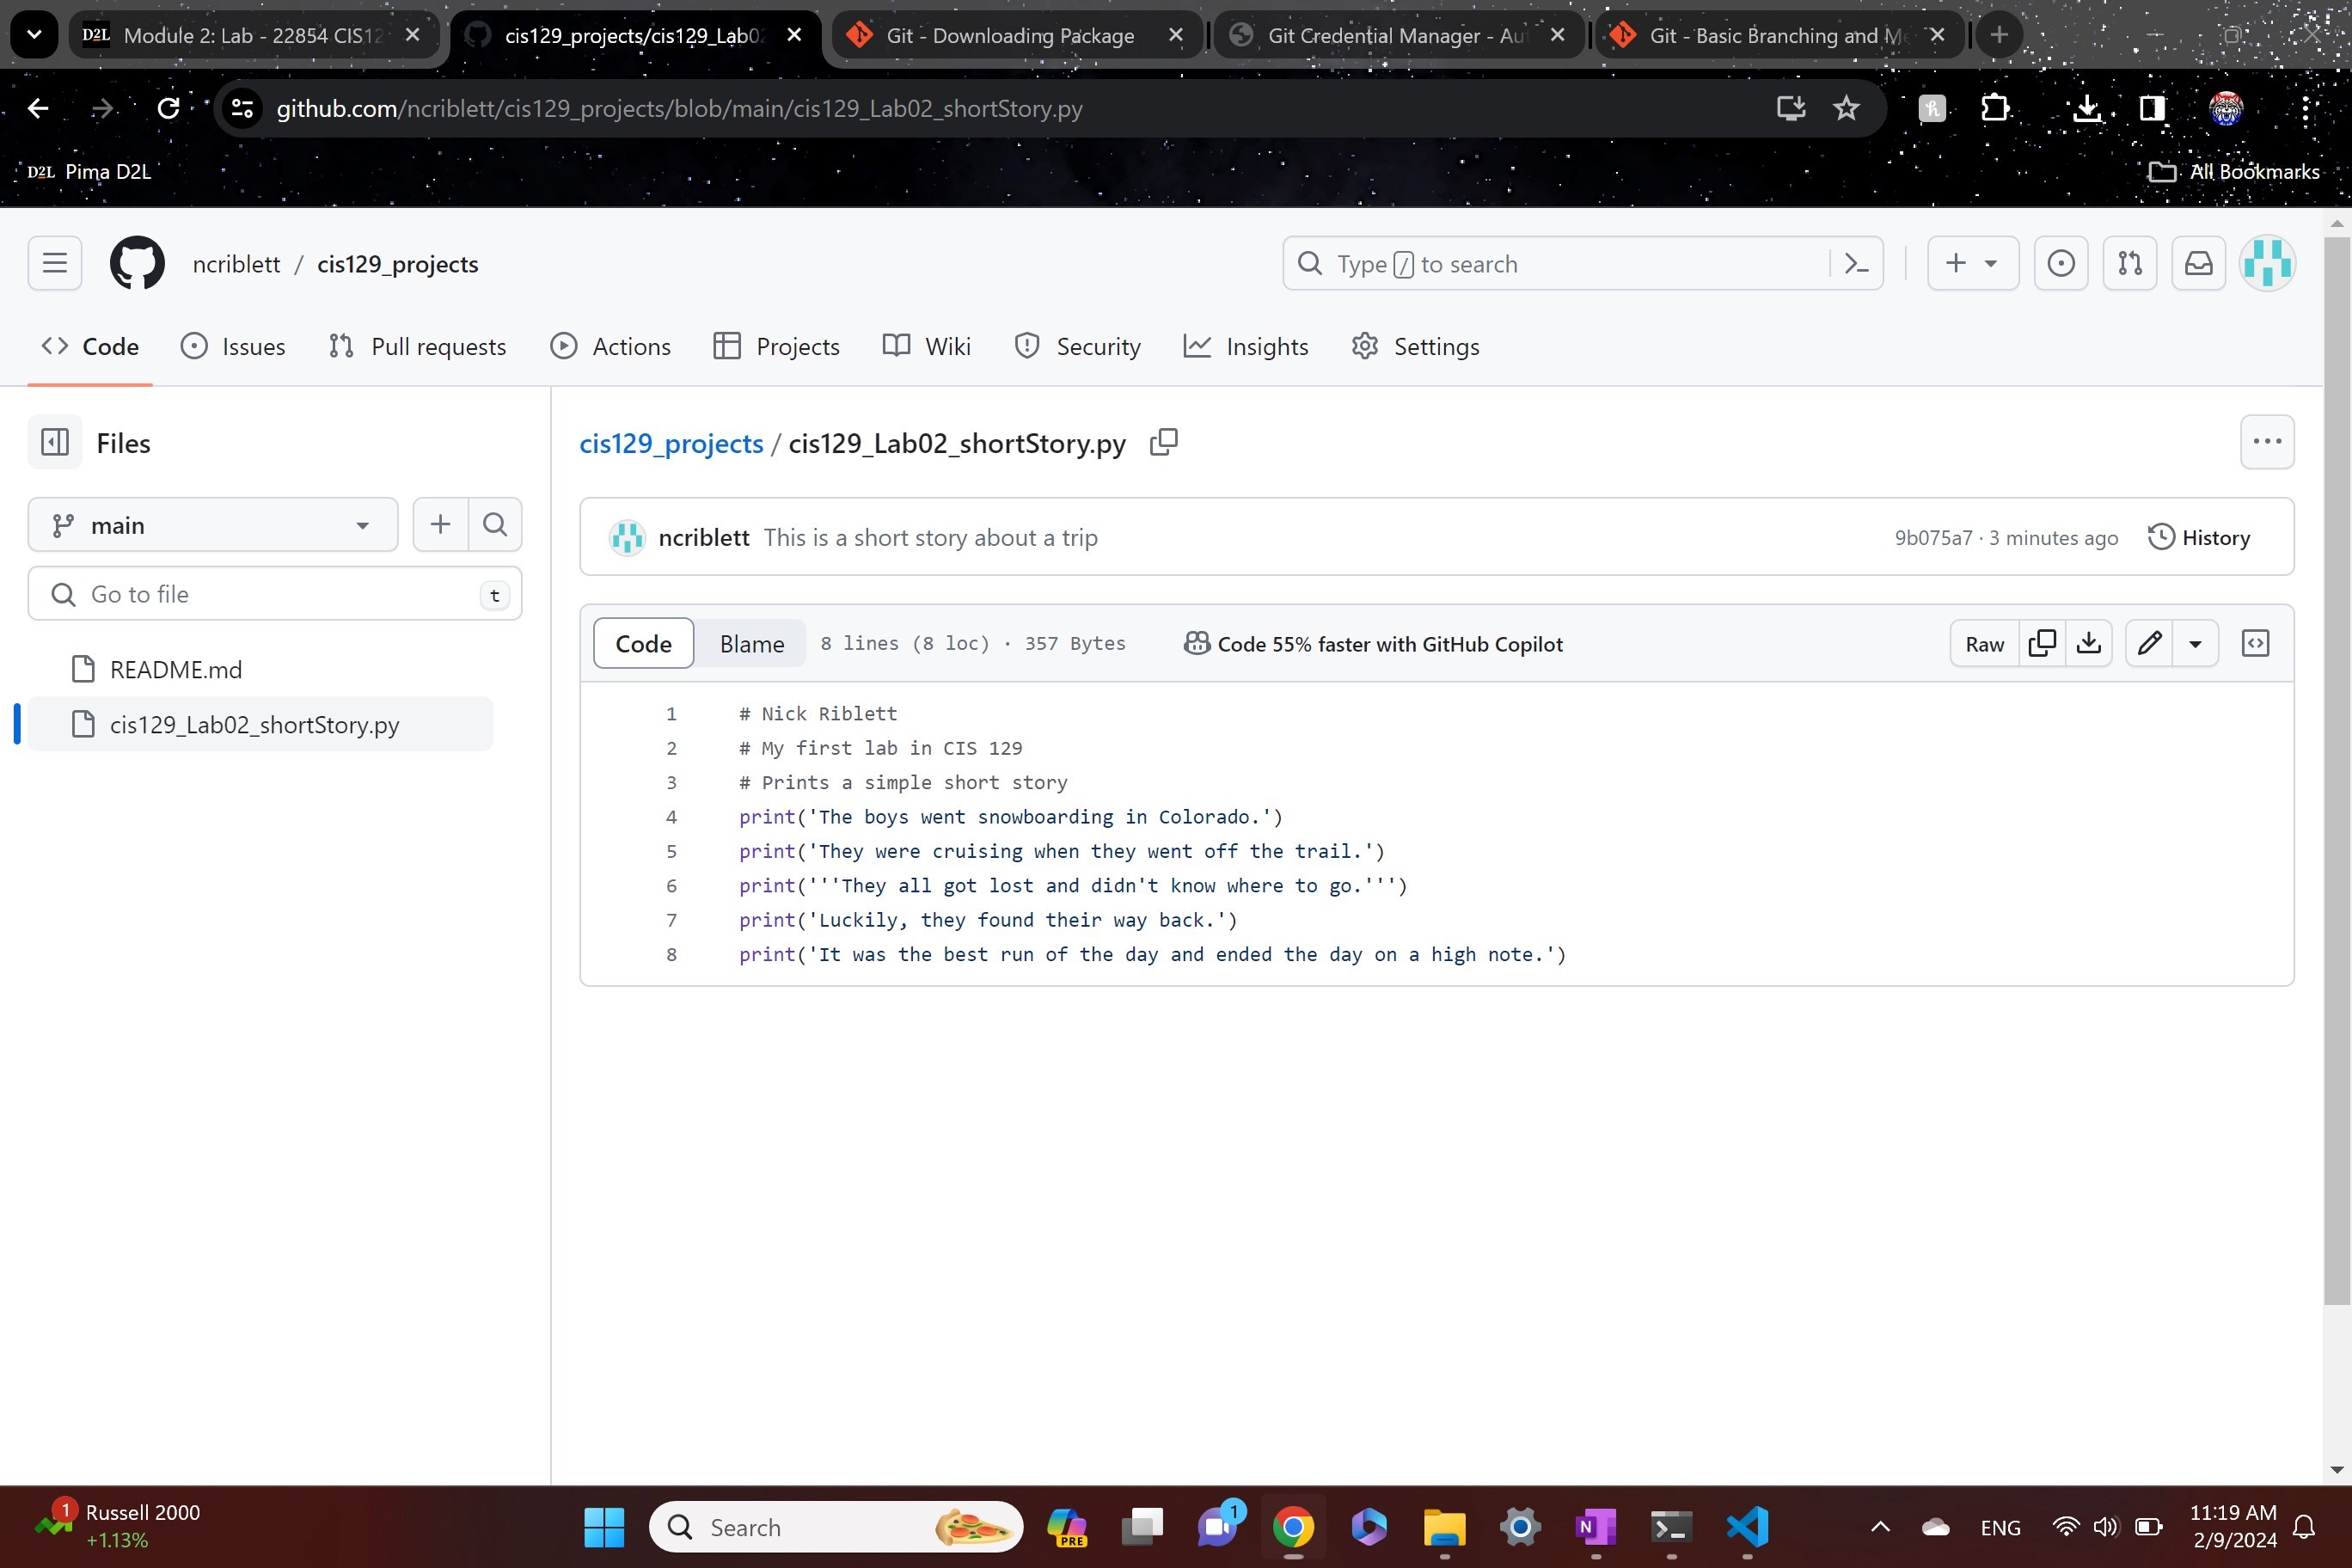 D2L Module 2: Lab - 22854 CIS12
cis129_projects/cis129_Lab02
Git - Downloading Package
Git Credential Manager - Au
Git - Basic Branching and Me
github.com/ncriblett/cis129_projects/blob/main/cis129_Lab02_shortStory.py
D2L Pima D2L
All Bookmarks
ncriblett / cis129_projects
Type / to search
Code
Issues
Pull requests
Actions
Projects
Wiki
Security
Insights
Settings
Files
cis129_projects / cis129_Lab02_shortStory.py
main
ncriblett This is a short story about a trip
9b075a7 · 3 minutes ago
History
Go to file
t
Code
Blame
8 lines (8 loc) · 357 Bytes
Code 55% faster with GitHub Copilot
Raw
README.md
cis129_Lab02_shortStory.py
1 # Nick Riblett
2 # My first lab in CIS 129
3 # Prints a simple short story
4 print('The boys went snowboarding in Colorado.')
5 print('They were cruising when they went off the trail.')
6 print('''They all got lost and didn't know where to go.''')
7 print('Luckily, they found their way back.')
8 print('It was the best run of the day and ended the day on a high note.')
1
Russell 2000
+1.13%
Search
PRE
1
N
ENG
11:19 AM
2/9/2024